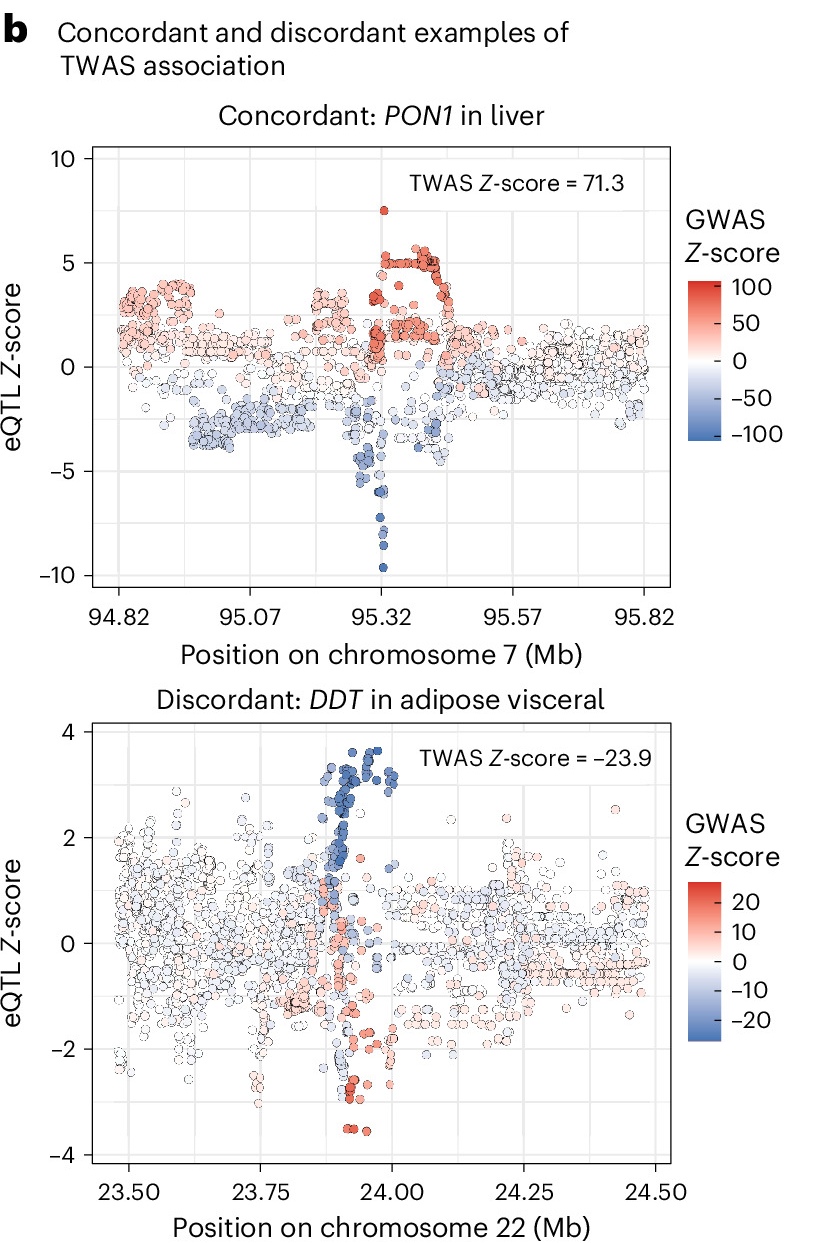 b Concordant and discordant examples of
TWAS association
Concordant: PON1 in liver
TWAS Z-score = 71.3
eQTL Z-score
10
5
0
−5
−10
94.82 95.07 95.32 95.57 95.82
Position on chromosome 7 (Mb)
GWAS
Z-score
100
50
0
−50
−100
Discordant: DDT in adipose visceral
TWAS Z-score = −23.9
eQTL Z-score
4
2
0
−2
−4
23.50 23.75 24.00 24.25 24.50
Position on chromosome 22 (Mb)
GWAS
Z-score
20
10
0
−10
−20